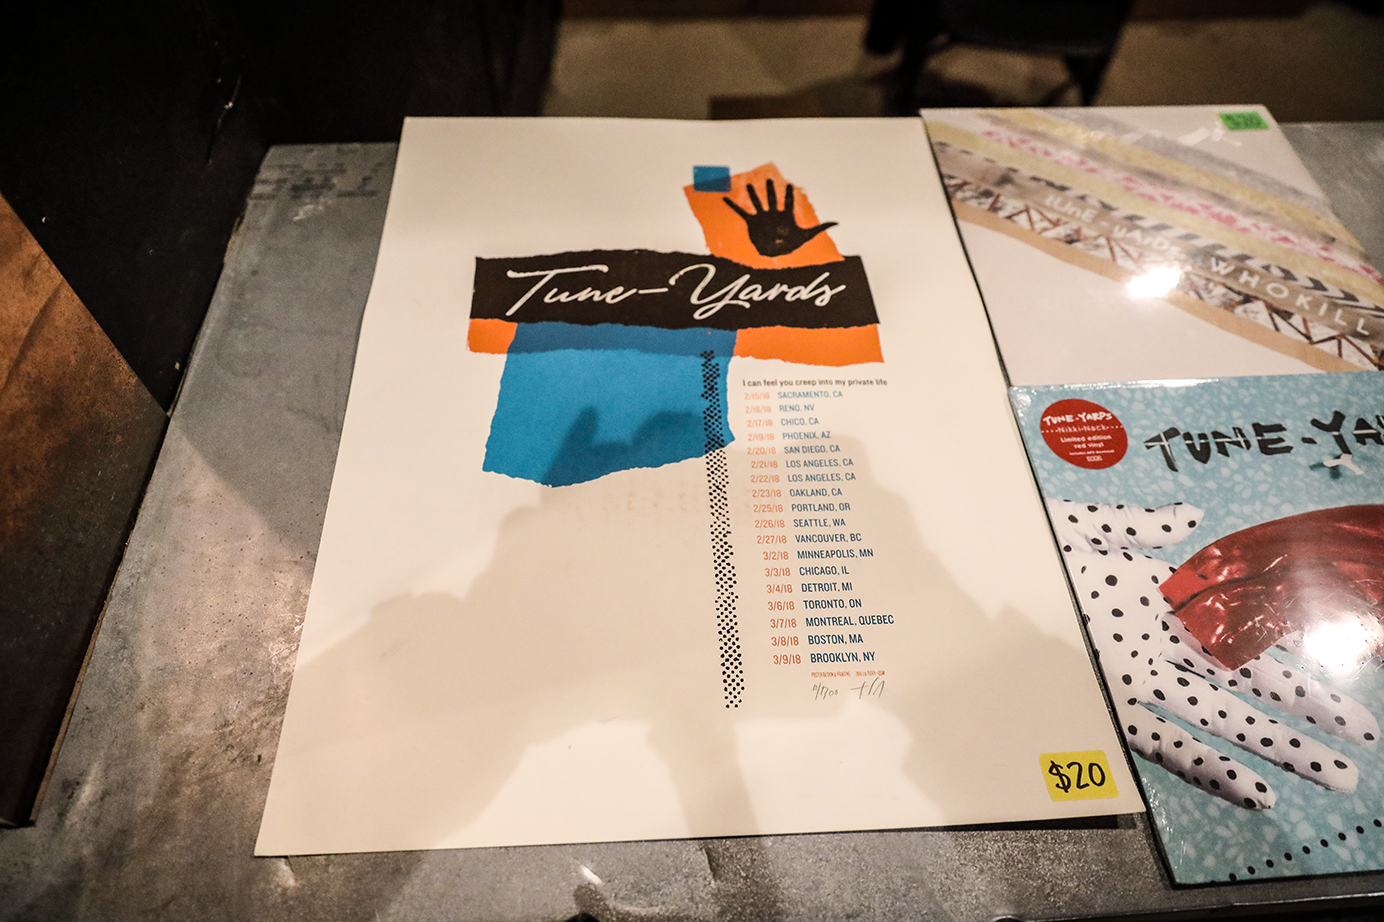 Tune-Yards
I can feel you creep into my private life
2/15/18 SACRAMENTO, CA
2/16/18 RENO, NV
2/17/18 CHICO, CA
2/19/18 PHOENIX, AZ
2/20/18 SAN DIEGO, CA
2/21/18 LOS ANGELES, CA
2/22/18 LOS ANGELES, CA
2/23/18 OAKLAND, CA
2/25/18 PORTLAND, OR
2/26/18 SEATTLE, WA
2/27/18 VANCOUVER, BC
3/2/18 MINNEAPOLIS, MN
3/3/18 CHICAGO, IL
3/4/18 DETROIT, MI
3/6/18 TORONTO, ON
3/7/18 MONTREAL, QUEBEC
3/8/18 BOSTON, MA
3/9/18 BROOKLYN, NY
$20
$20
TUNE-YARDS WHOKILL
TUNE-YARDS
Nikki-Nack
Limited edition
red vinyl
TUNE-YA